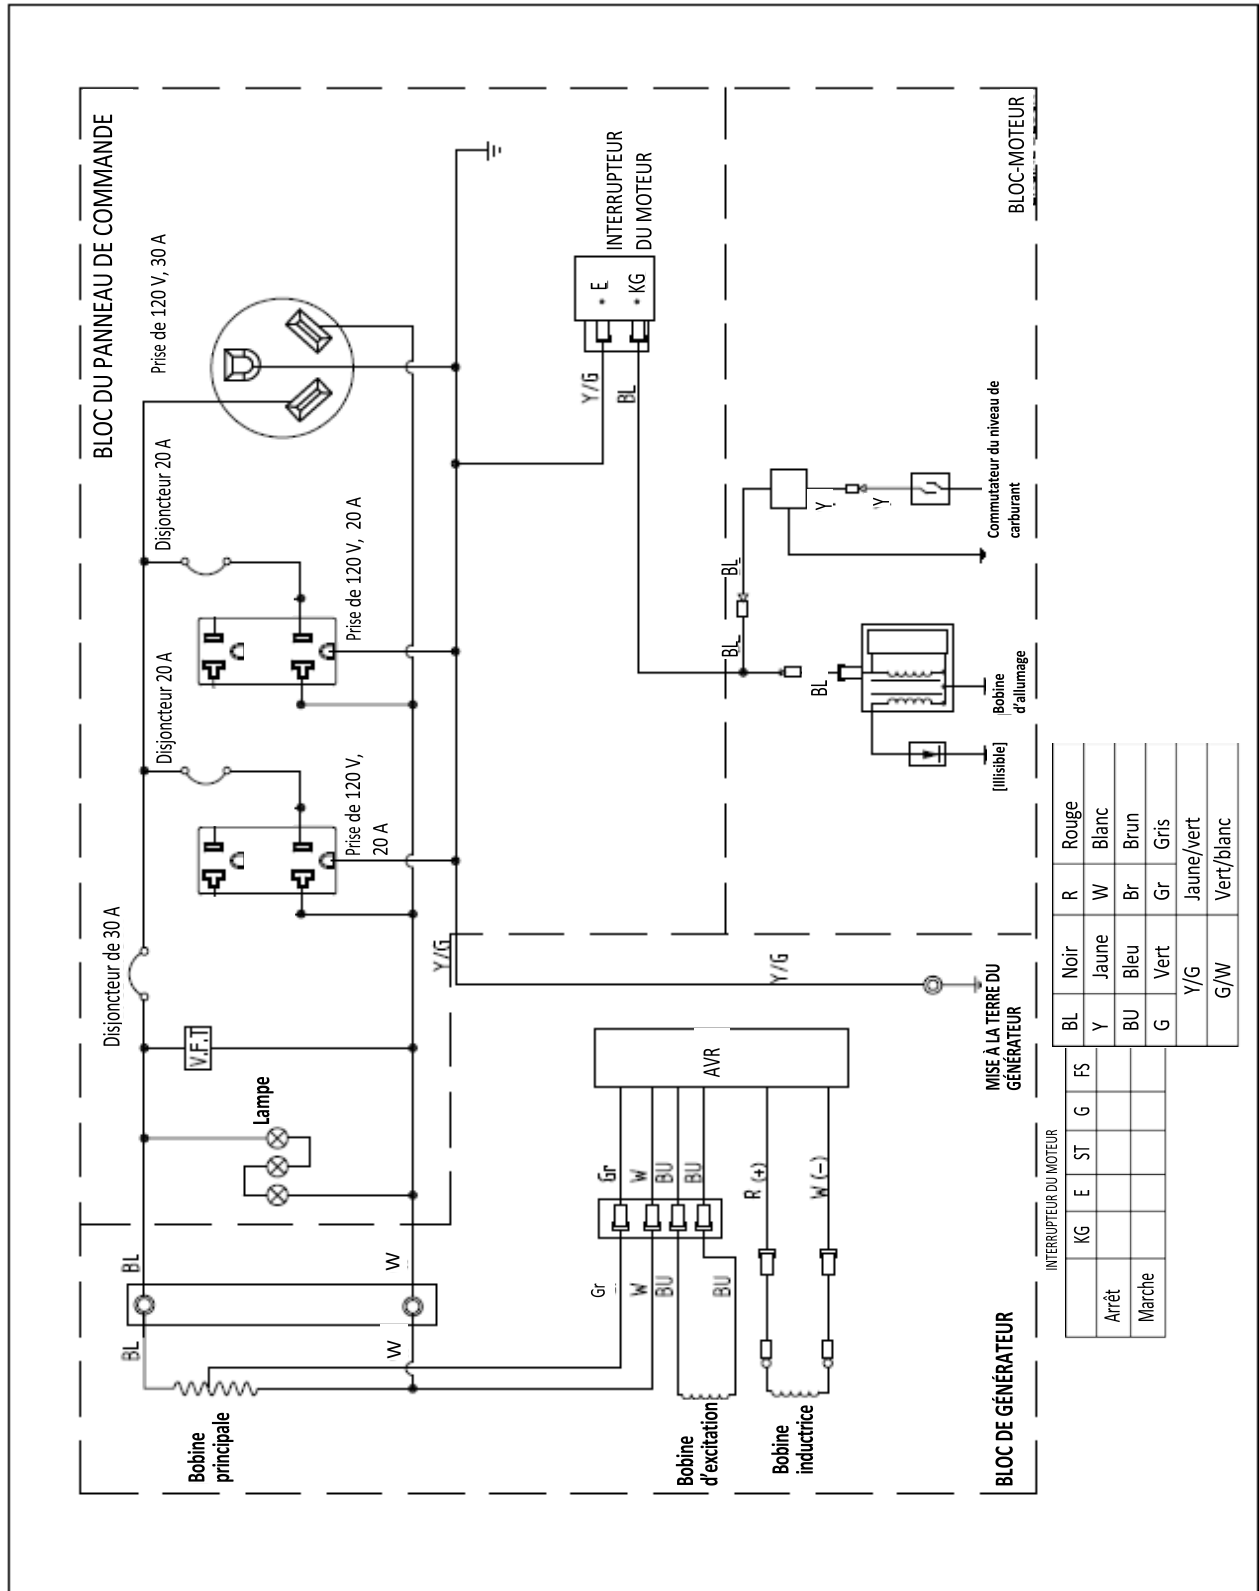 BLOC DU PANNEAU DE COMMANDE
Prise de 120 V, 30 A
Disjoncteur 20 A
Prise de 120 V, 20 A
Disjoncteur 20 A
Prise de 120 V,
20 A
Disjoncteur de 30 A
V.F.T
Lampe
BL
W
BL
W
Bobine
principale
INTERRUPTEUR
DU MOTEUR
E
KG
Y/G
BL
BLOC-MOTEUR
Commutateur du niveau de
carburant
Y
Y
BL
BL
BL
Bobine
d'allumage
[Illisible]
Y/G
Y/G
MISE À LA TERRE DU
GÉNÉRATEUR
AVR
Gr
W
BU
BU
R (+)
W (−)
Gr
W
BU
BU
Bobine
d'excitation
Bobine
inductrice
BLOC DE GÉNÉRATEUR
INTERRUPTEUR DU MOTEUR
KG E ST G FS
Arrêt
Marche
BL Noir R Rouge
Y Jaune W Blanc
BU Bleu Br Brun
G Vert Gr Gris
Y/G Jaune/vert
G/W Vert/blanc